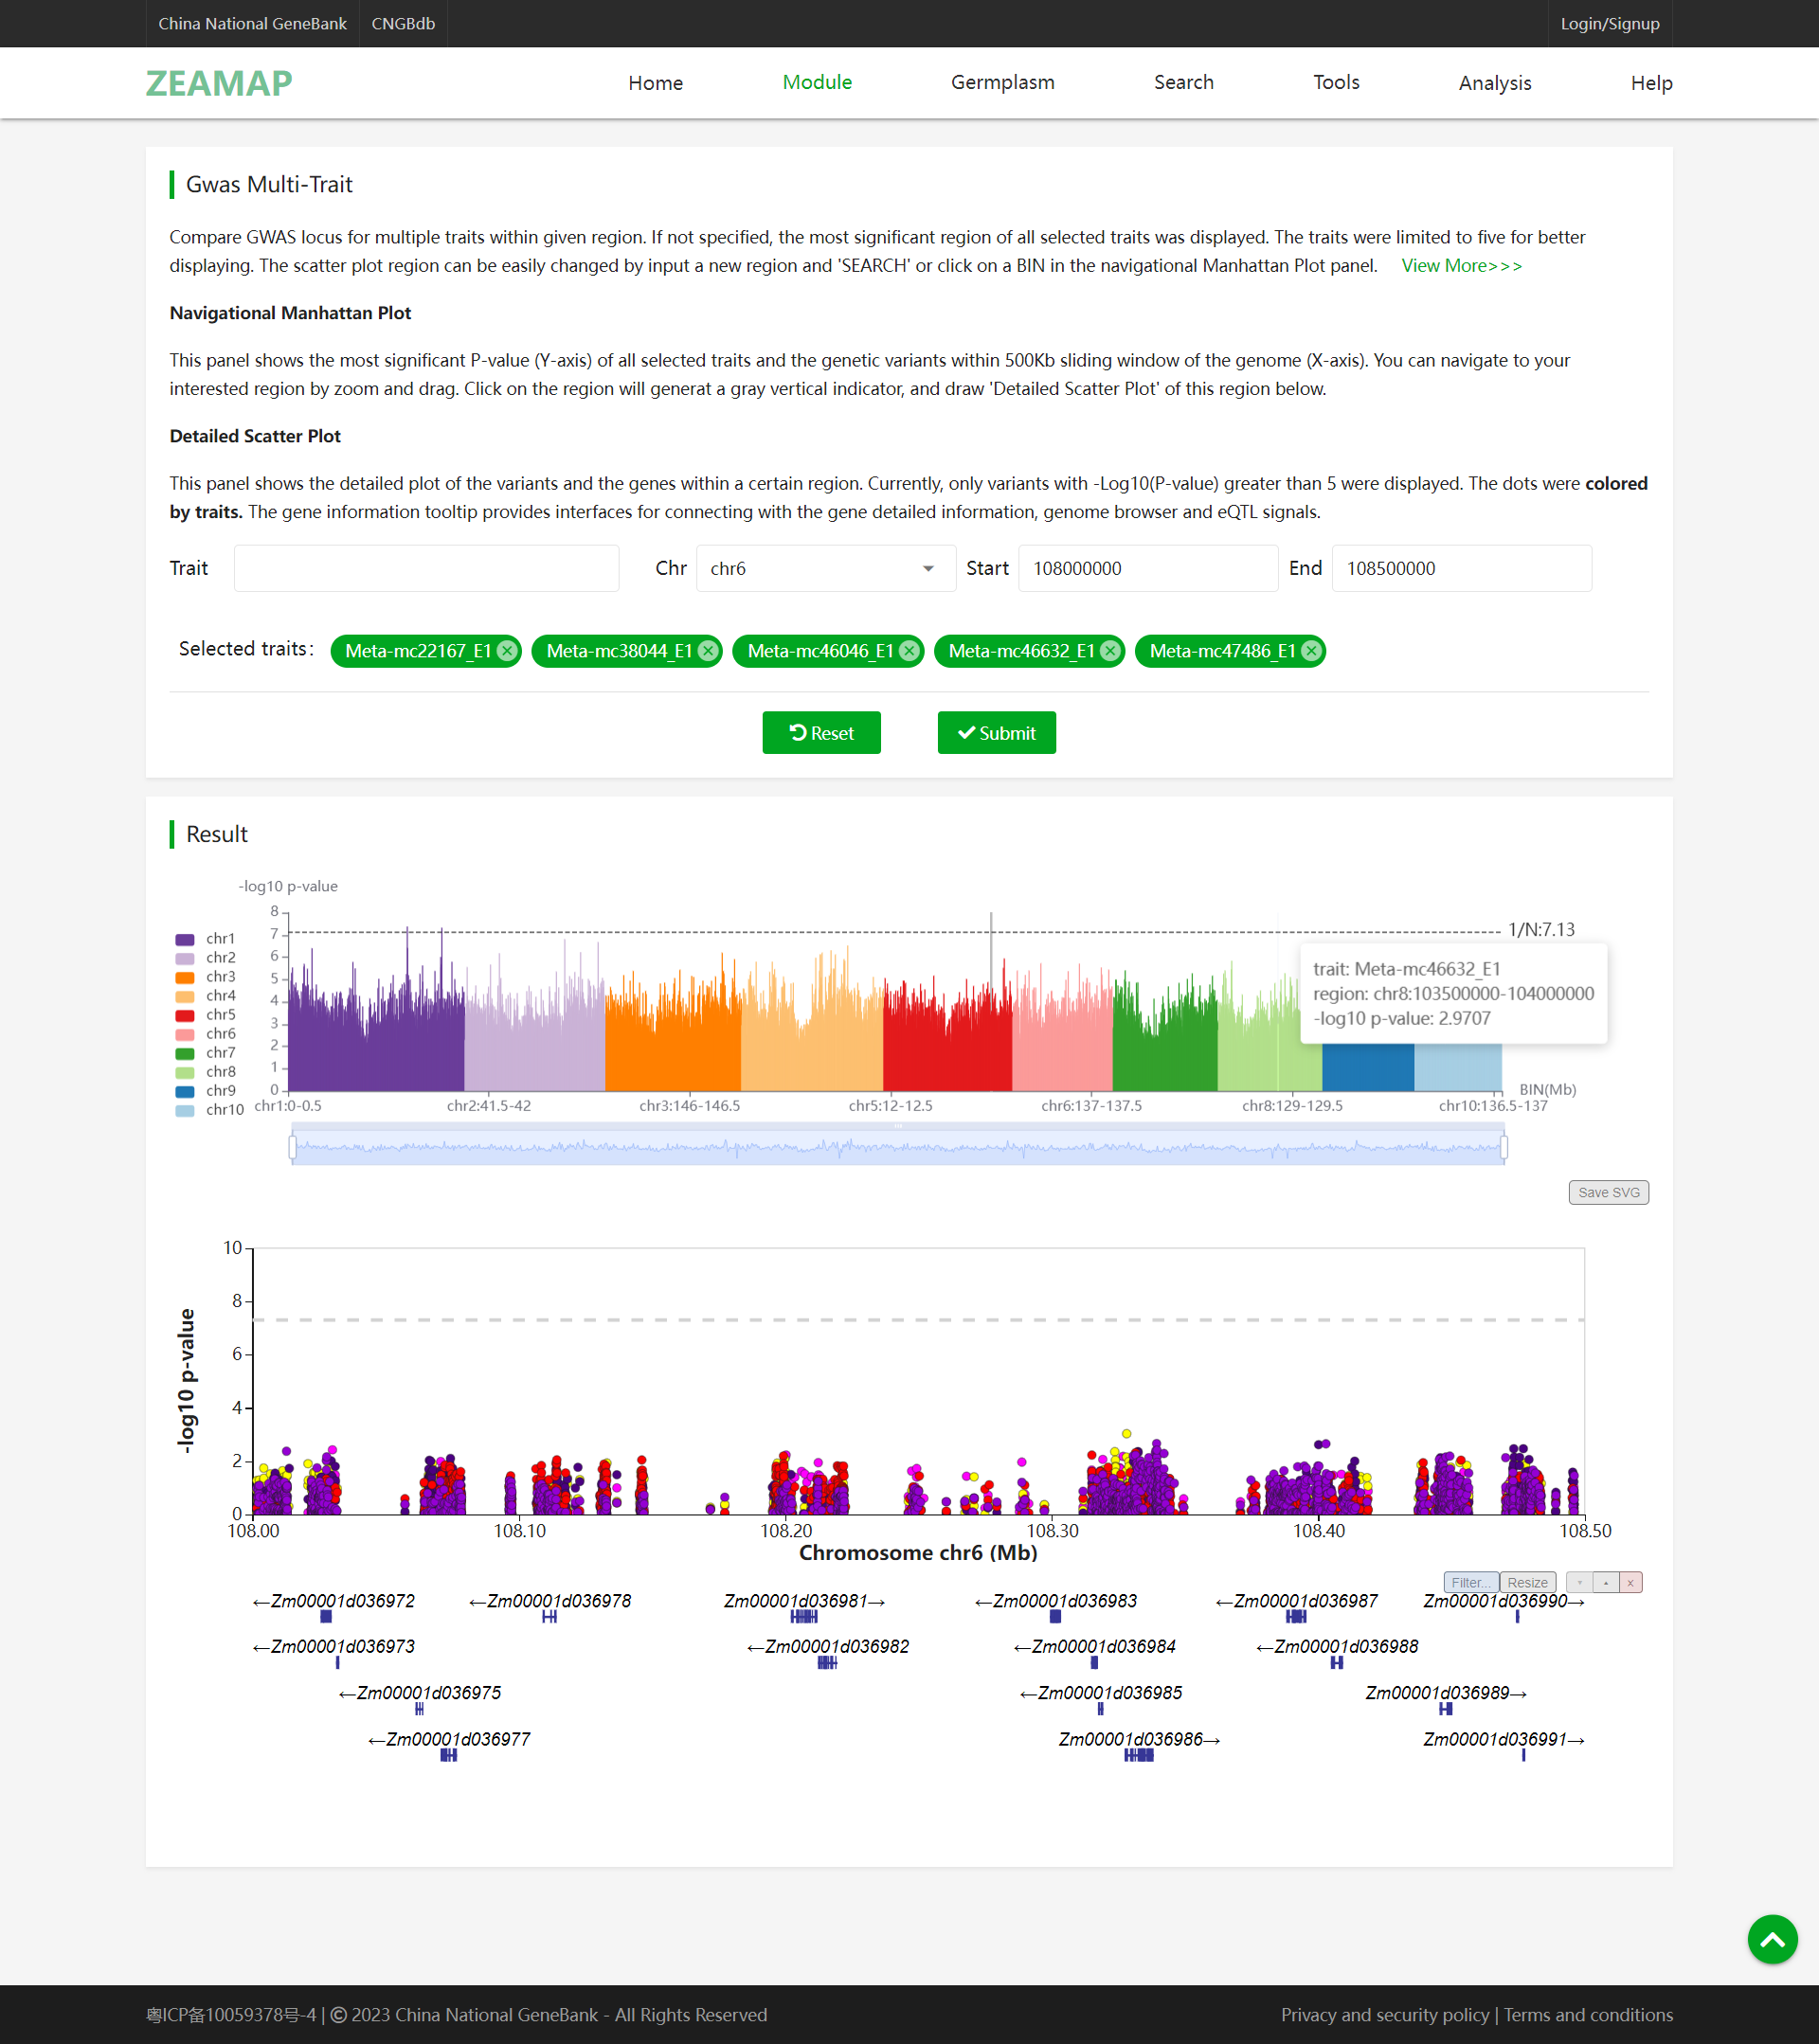 China National GeneBank CNGBdb Login/Signup
ZEAMAP Home Module Germplasm Search Tools Analysis Help
Gwas Multi-Trait
Compare GWAS locus for multiple traits within given region. If not specified, the most significant region of all selected traits was displayed. The traits were limited to five for better
displaying. The scatter plot region can be easily changed by input a new region and 'SEARCH' or click on a BIN in the navigational Manhattan Plot panel. View More>>>
Navigational Manhattan Plot
This panel shows the most significant P-value (Y-axis) of all selected traits and the genetic variants within 500Kb sliding window of the genome (X-axis). You can navigate to your
interested region by zoom and drag. Click on the region will generat a gray vertical indicator, and draw 'Detailed Scatter Plot' of this region below.
Detailed Scatter Plot
This panel shows the detailed plot of the variants and the genes within a certain region. Currently, only variants with -Log10(P-value) greater than 5 were displayed. The dots were colored
by traits. The gene information tooltip provides interfaces for connecting with the gene detailed information, genome browser and eQTL signals.
Trait Chr chr6 Start 108000000 End 108500000
Selected traits: Meta-mc22167_E1 Meta-mc38044_E1 Meta-mc46046_E1 Meta-mc46632_E1 Meta-mc47486_E1
Reset Submit
Result
-log10 p-value
8
7
6
5
4
3
2
1
0
chr1
chr2
chr3
chr4
chr5
chr6
chr7
chr8
chr9
chr10
1/N:7.13
trait: Meta-mc46632_E1
region: chr8:103500000-104000000
-log10 p-value: 2.9707
BIN(Mb)
chr1:0-0.5 chr2:41.5-42 chr3:146-146.5 chr5:12-12.5 chr6:137-137.5 chr8:129-129.5 chr10:136.5-137
Save SVG
10
8
6
4
2
0
-log10 p-value
108.00 108.10 108.20 108.30 108.40 108.50
Chromosome chr6 (Mb)
Filter... Resize x
←Zm00001d036972 ←Zm00001d036978 Zm00001d036981→ ←Zm00001d036983 ←Zm00001d036987 Zm00001d036990→
←Zm00001d036973 ←Zm00001d036982 ←Zm00001d036984 ←Zm00001d036988
←Zm00001d036975 ←Zm00001d036985 Zm00001d036989→
←Zm00001d036977 Zm00001d036986→ Zm00001d036991→
粤ICP备10059378号-4 | © 2023 China National GeneBank - All Rights Reserved Privacy and security policy | Terms and conditions